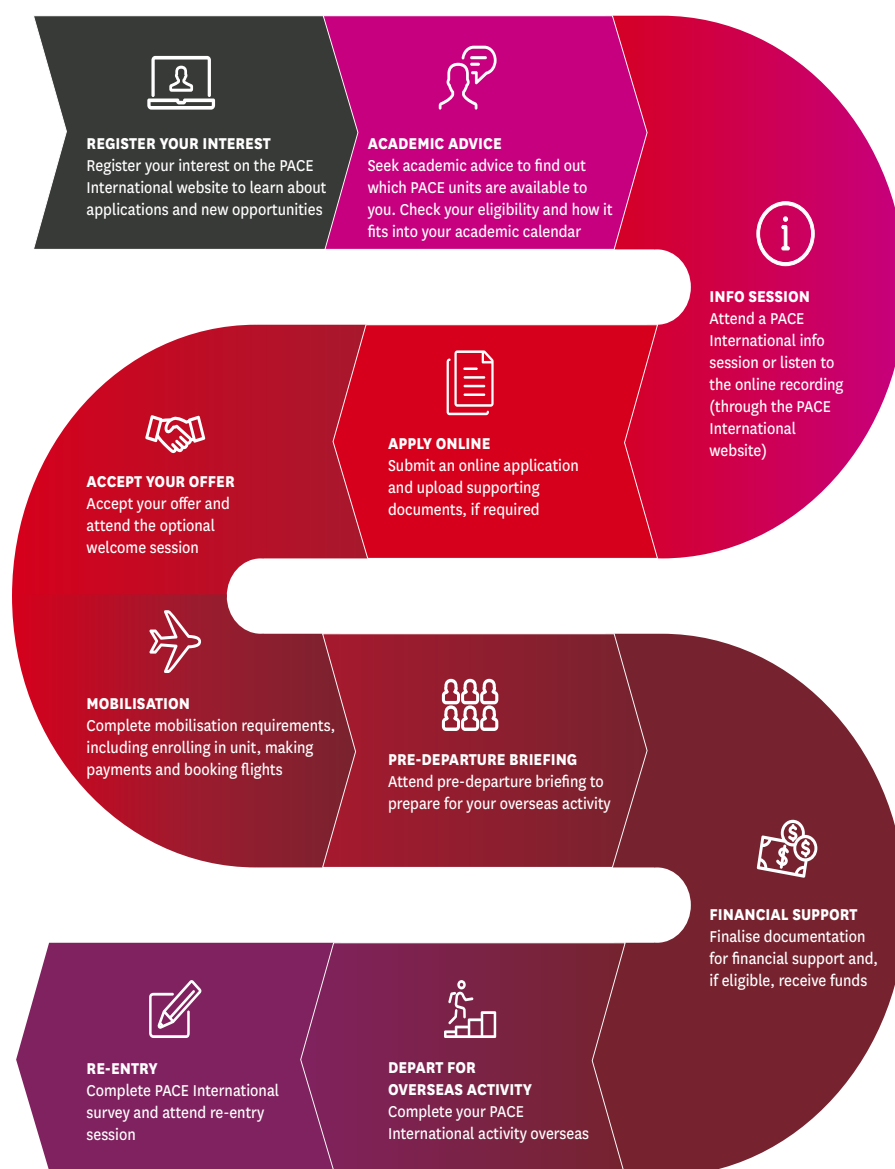 REGISTER YOUR INTEREST
Register your interest on the PACE
International website to learn about
applications and new opportunities
ACADEMIC ADVICE
Seek academic advice to find out
which PACE units are available to
you. Check your eligibility and how it
fits into your academic calendar
INFO SESSION
Attend a PACE
International info
session or listen to
the online recording
(through the PACE
International
website)
APPLY ONLINE
Submit an online application
and upload supporting
documents, if required
ACCEPT YOUR OFFER
Accept your offer and
attend the optional
welcome session
MOBILISATION
Complete mobilisation requirements,
including enrolling in unit, making
payments and booking flights
PRE-DEPARTURE BRIEFING
Attend pre-departure briefing to
prepare for your overseas activity
FINANCIAL SUPPORT
Finalise documentation
for financial support and,
if eligible, receive funds
DEPART FOR
OVERSEAS ACTIVITY
Complete your PACE
International activity overseas
RE-ENTRY
Complete PACE International
survey and attend re-entry
session